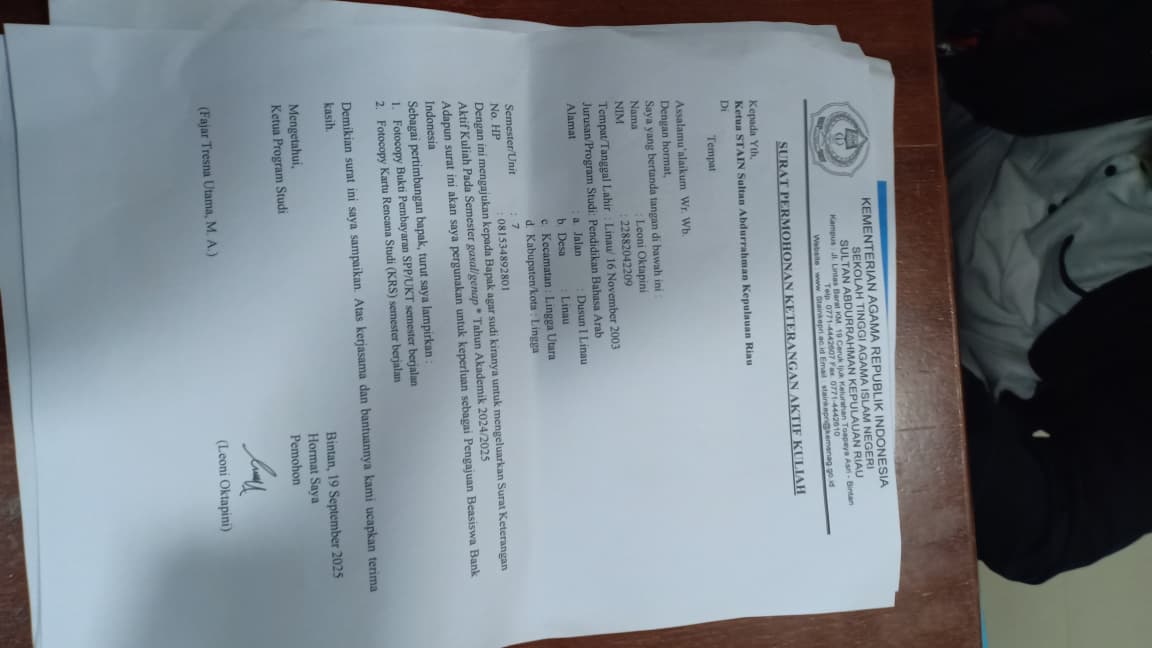 KEMENTERIAN AGAMA REPUBLIK INDONESIA
SEKOLAH TINGGI AGAMA ISLAM NEGERI
SULTAN ABDURRAHMAN KEPULAUAN RIAU
Kampus : Jl. Lintas Barat KM. 19 Ceruk Ijuk Kelurahan Toapaya Asri - Bintan
Telp. 0771-4442607 Fax. 0771-4442610
Website : www. Stainkepri.ac.id Email : stainkepri@kemenag.go.id
SURAT PERMOHONAN KETERANGAN AKTIF KULIAH
Kepada Yth,
Ketua STAIN Sultan Abdurrahman Kepulauan Riau
Di
Tempat
Assalamu'alaikum Wr. Wb.
Dengan hormat,
Saya yang bertanda tangan di bawah ini :
Nama : Leoni Oktapini
NIM : 22882042209
Tempat/Tanggal Lahir : Linau/ 16 November 2003
Jurusan/Program Studi: Pendidikan Bahasa Arab
Alamat : a. Jalan : Dusun I Linau
b. Desa : Linau
c. Kecamatan : Lingga Utara
d. Kabupaten/kota : Lingga
Semester/Unit : 7
No. HP : 081534892801
Dengan ini mengajukan kepada Bapak agar sudi kiranya untuk mengeluarkan Surat Keterangan
Aktif Kuliah Pada Semester gasal/genap * Tahun Akademik 2024/2025
Adapun surat ini akan saya pergunakan untuk keperluan sebagai Pengajuan Beasiswa Bank
Indonesia
Sebagai pertimbangan bapak, turut saya lampirkan :
1. Fotocopy Bukti Pembayaran SPP/UKT semester berjalan
2. Fotocopy Kartu Rencana Studi (KRS) semester berjalan
Demikian surat ini saya sampaikan. Atas kerjasama dan bantuannya kami ucapkan terima
kasih.
Bintan, 19 September 2025
Mengetahui, Hormat Saya
Ketua Program Studi Pemohon
(Fajar Tresna Utama, M. A.) (Leoni Oktapini)